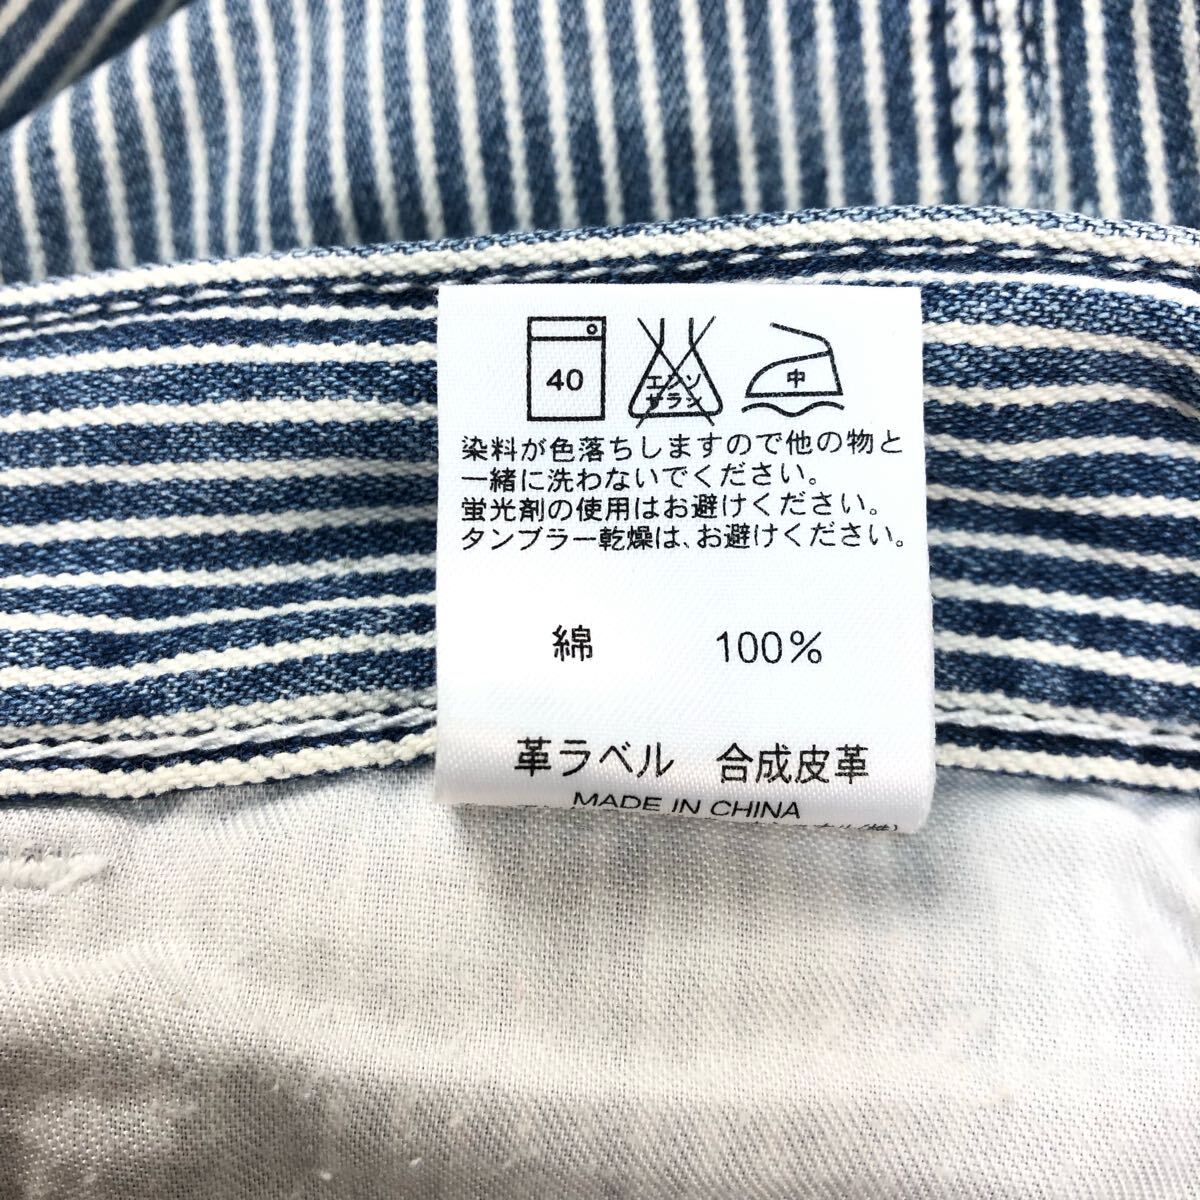 40
エンソ
サラシ
中
染料が色落ちしますので他の物と
一緒に洗わないでください。
蛍光剤の使用はお避けください。
タンブラー乾燥は、お避けください。
綿 100%
革ラベル 合成皮革
MADE IN CHINA